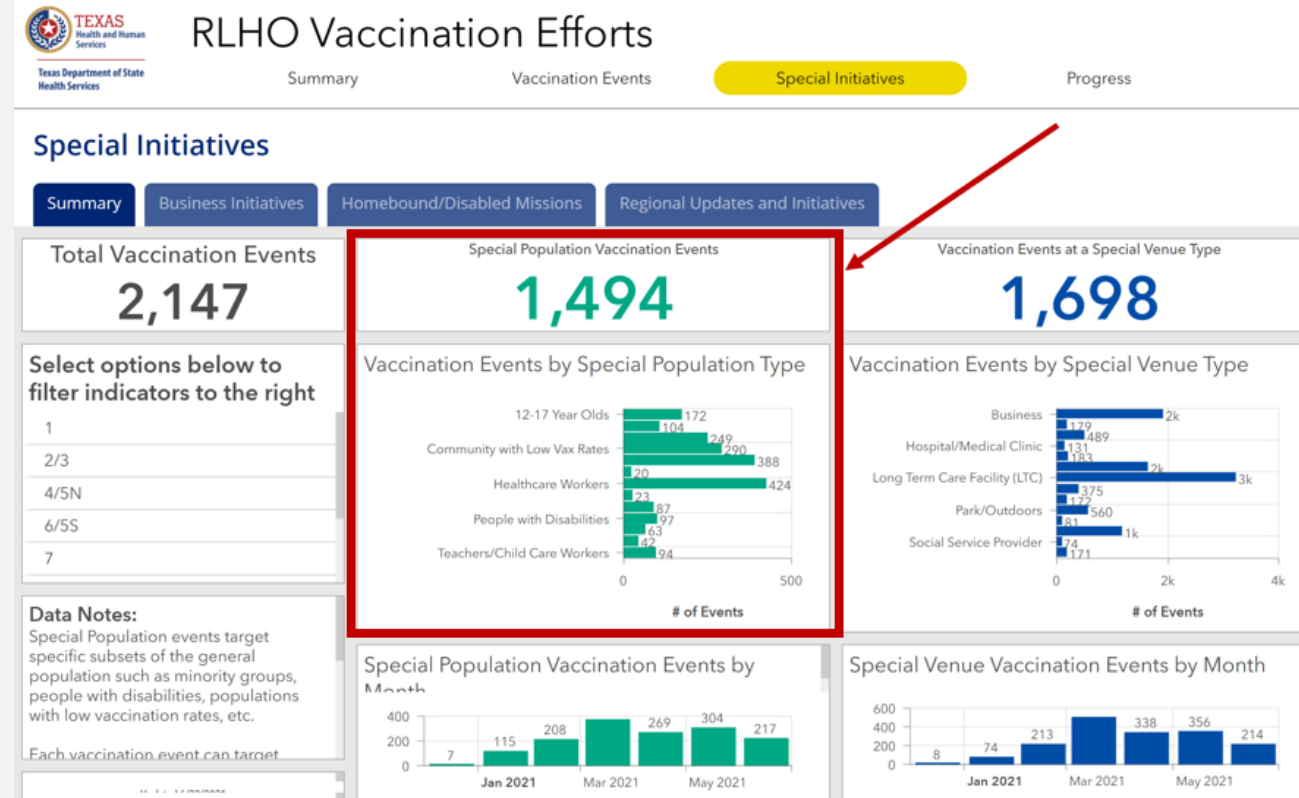 TEXAS
Health and Human
Services
Texas Department of State
Health Services
RLHO Vaccination Efforts
Summary
Vaccination Events
Special Initiatives
Progress
Special Initiatives
Summary
Business Initiatives
Homebound/Disabled Missions
Regional Updates and Initiatives
Total Vaccination Events
2,147
Special Population Vaccination Events
1,494
Vaccination Events at a Special Venue Type
1,698
Select options below to
filter indicators to the right
1
2/3
4/5N
6/5S
7
Vaccination Events by Special Population Type
12-17 Year Olds
172
104
249
Community with Low Vax Rates
290
388
20
Healthcare Workers
424
23
87
People with Disabilities
97
63
42
Teachers/Child Care Workers
94
0
500
# of Events
Vaccination Events by Special Venue Type
Business
2k
179
489
Hospital/Medical Clinic
131
183
2k
Long Term Care Facility (LTC)
3k
375
172
Park/Outdoors
560
81
1k
Social Service Provider
74
171
0
2k
4k
# of Events
Data Notes:
Special Population events target
specific subsets of the general
population such as minority groups,
people with disabilities, populations
with low vaccination rates, etc.
Each vaccination event can target
Special Population Vaccination Events by
Month
400
200
0
7
115
208
269
304
217
Jan 2021
Mar 2021
May 2021
Special Venue Vaccination Events by Month
600
400
200
0
8
74
213
338
356
214
Jan 2021
Mar 2021
May 2021